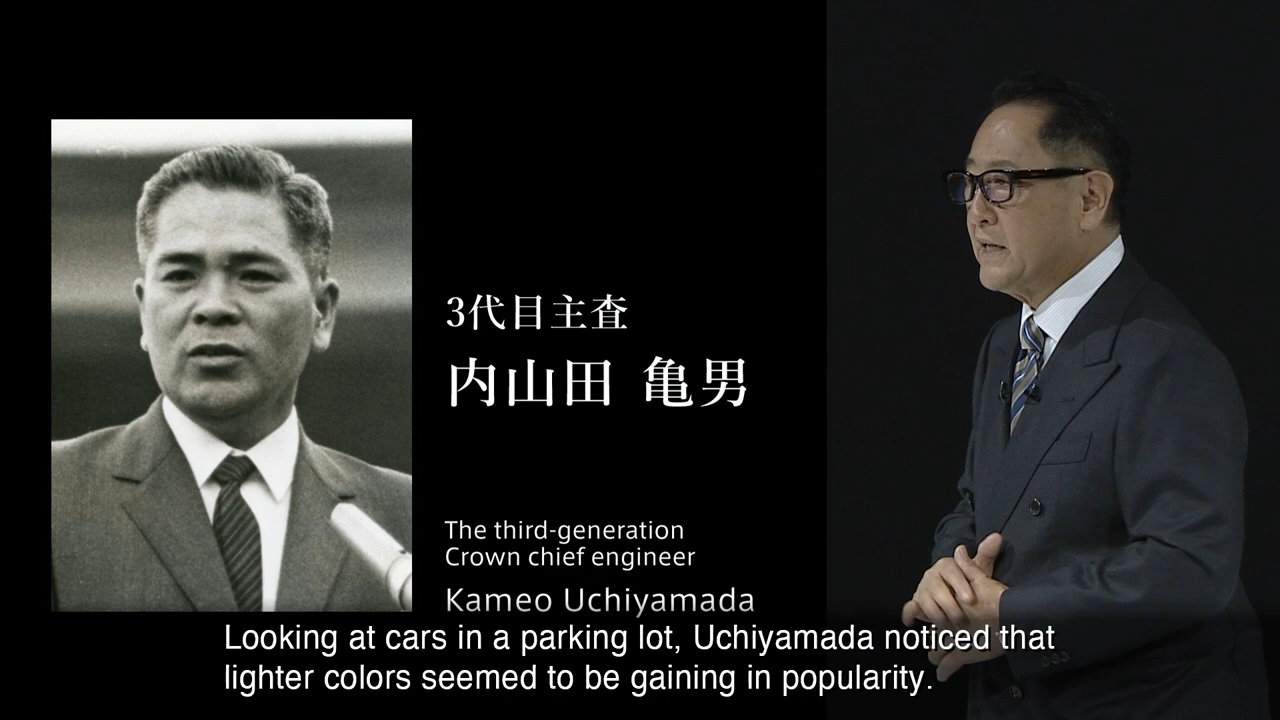 3代目主査
内山田 亀男
The third-generation
Crown chief engineer
Kameo Uchiyamada
Looking at cars in a parking lot, Uchiyamada noticed that
lighter colors seemed to be gaining in popularity.